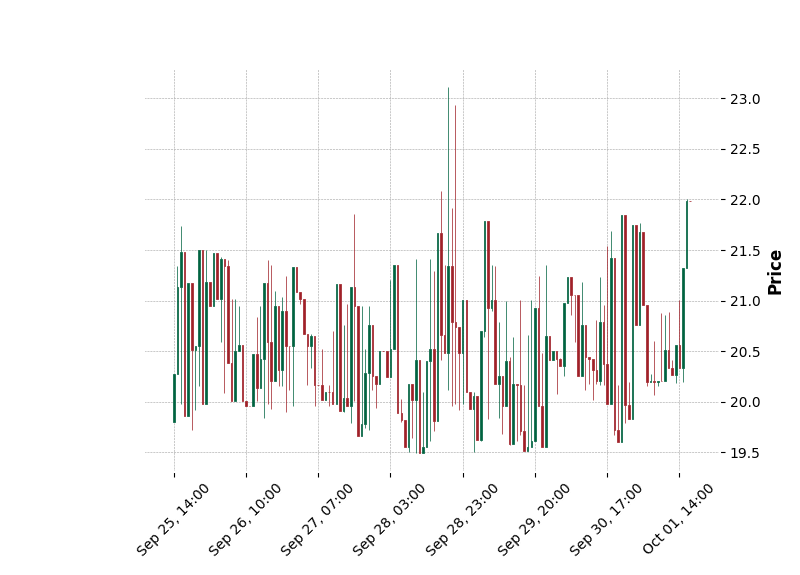 23.0
22.5
22.0
21.5
21.0
20.5
20.0
19.5
Price
Sep 25, 14:00
Sep 26, 10:00
Sep 27, 07:00
Sep 28, 03:00
Sep 28, 23:00
Sep 29, 20:00
Sep 30, 17:00
Oct 01, 14:00